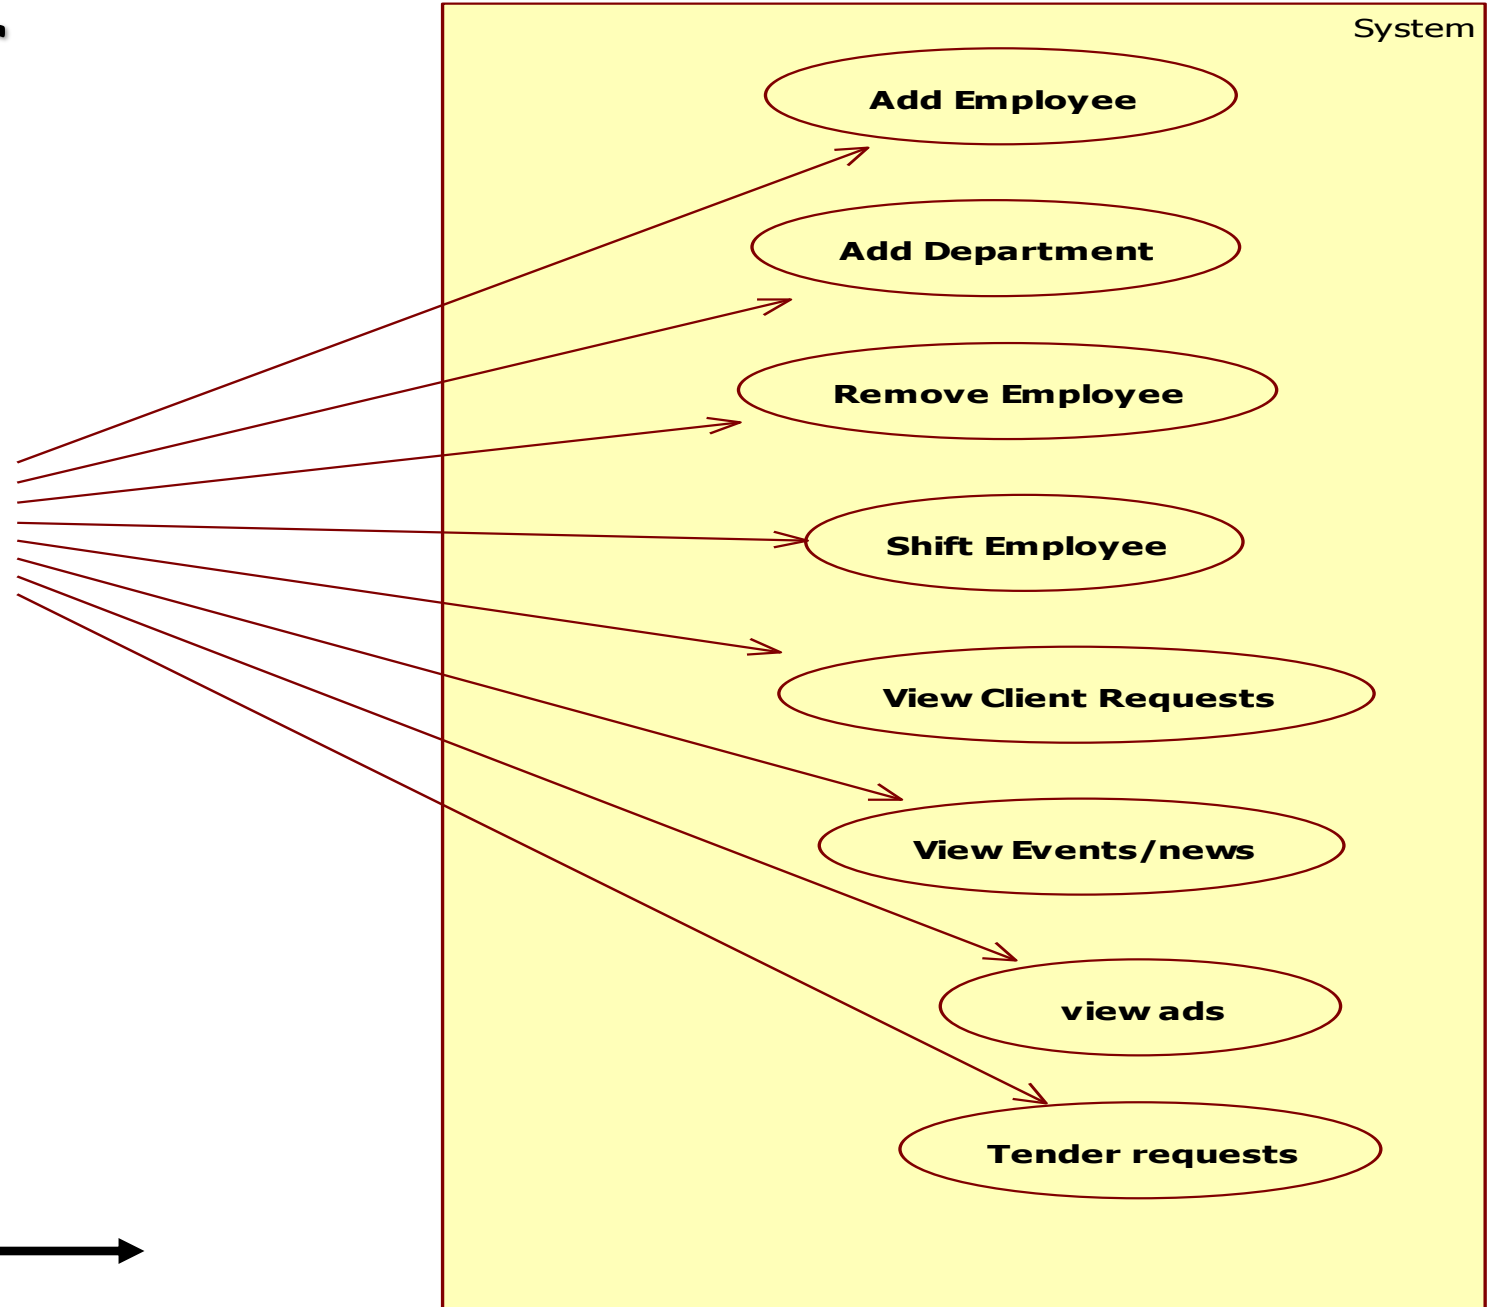 System
Add Employee
Add Department
Remove Employee
Shift Employee
View Client Requests
View Events/news
view ads
Tender requests